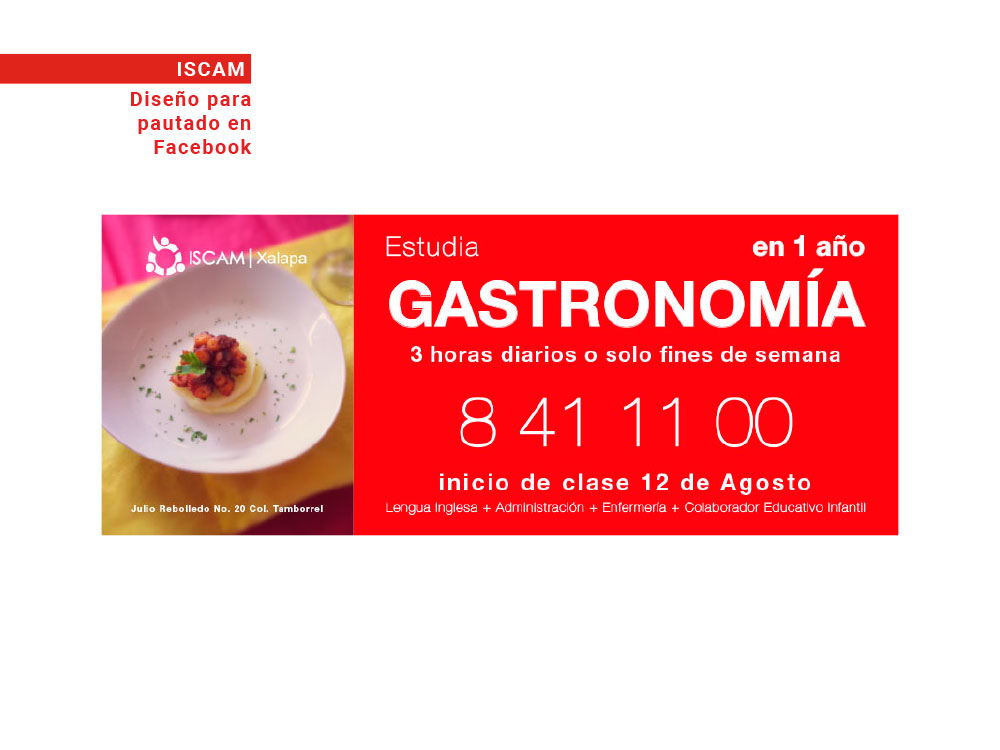 ISCAM
Diseño para
pautado en
Facebook
ISCAM | Xalapa
Julio Rebolledo No. 20 Col. Tamborrel
Estudia
en 1 año
GASTRONOMÍA
3 horas diarios o solo fines de semana
8 41 11 00
inicio de clase 12 de Agosto
Lengua Inglesa + Administración + Enfermería + Colaborador Educativo Infantil